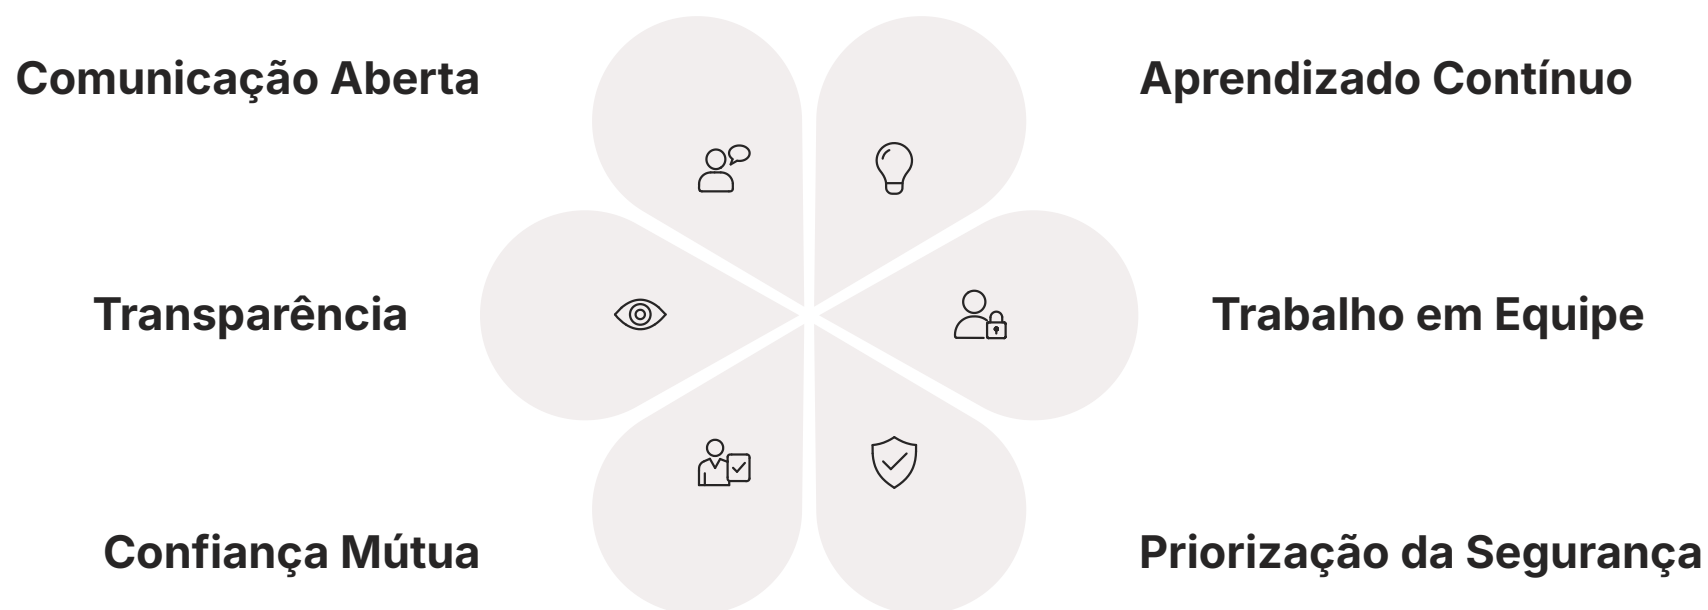 Comunicação Aberta
Aprendizado Contínuo
Transparência
Trabalho em Equipe
Confiança Mútua
Priorização da Segurança